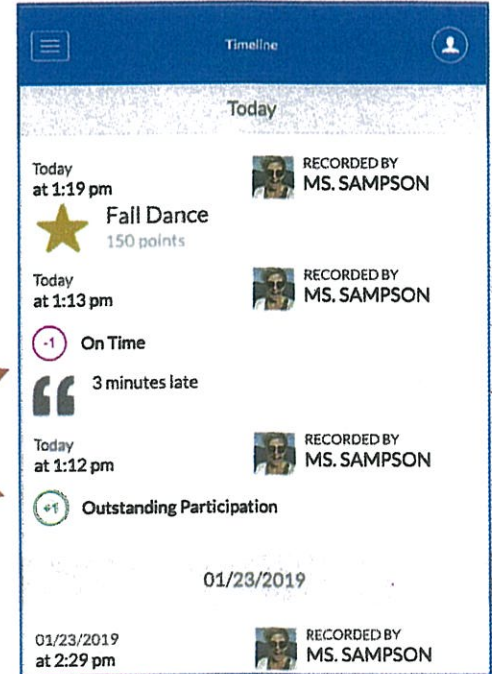 Timeline
Today
Today
at 1:19 pm
RECORDED BY
MS. SAMPSON
Fall Dance
150 points
Today
at 1:13 pm
RECORDED BY
MS. SAMPSON
-1
On Time
“
3 minutes late
Today
at 1:12 pm
RECORDED BY
MS. SAMPSON
+1
Outstanding Participation
01/23/2019
01/23/2019
at 2:29 pm
RECORDED BY
MS. SAMPSON